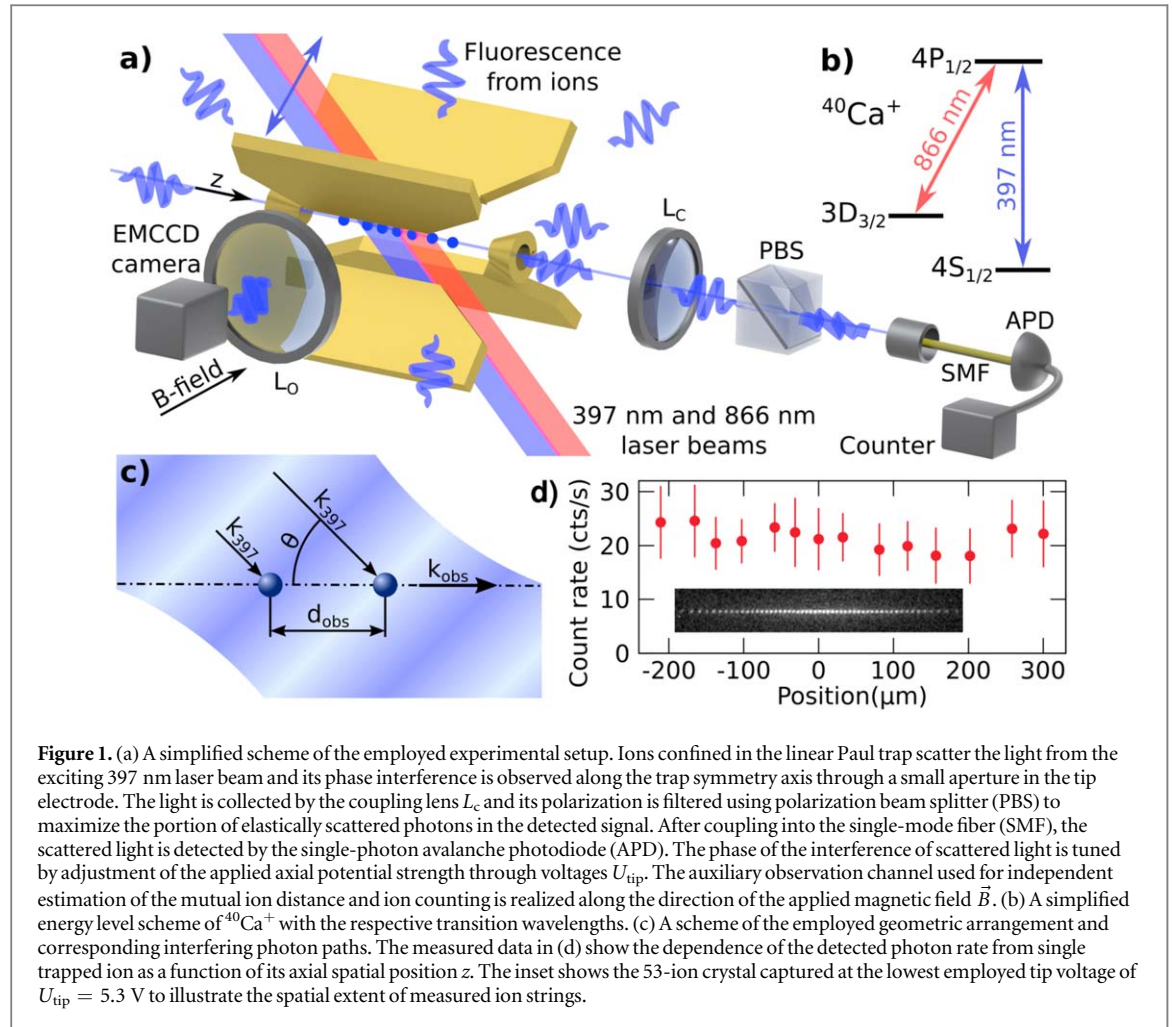 a)
Fluorescence
from ions
z
EMCCD
camera
B-field
L_O
L_C
PBS
SMF
APD
Counter
397 nm and 866 nm
laser beams
b)
4P1/2
40Ca+
866 nm
397 nm
3D3/2
4S1/2
c)
k397
k397
θ
kobs
dobs
d)
Count rate (cts/s)
30
20
10
0
-200
-100
0
100
200
300
Position(μm)
Figure 1. (a) A simplified scheme of the employed experimental setup. Ions confined in the linear Paul trap scatter the light from the
exciting 397 nm laser beam and its phase interference is observed along the trap symmetry axis through a small aperture in the tip
electrode. The light is collected by the coupling lens Lc and its polarization is filtered using polarization beam splitter (PBS) to
maximize the portion of elastically scattered photons in the detected signal. After coupling into the single-mode fiber (SMF), the
scattered light is detected by the single-photon avalanche photodiode (APD). The phase of the interference of scattered light is tuned
by adjustment of the applied axial potential strength through voltages Utip. The auxiliary observation channel used for independent
estimation of the mutual ion distance and ion counting is realized along the direction of the applied magnetic field B⃗. (b) A simplified
energy level scheme of 40Ca+ with the respective transition wavelengths. (c) A scheme of the employed geometric arrangement and
corresponding interfering photon paths. The measured data in (d) show the dependence of the detected photon rate from single
trapped ion as a function of its axial spatial position z. The inset shows the 53-ion crystal captured at the lowest employed tip voltage of
Utip = 5.3 V to illustrate the spatial extent of measured ion strings.